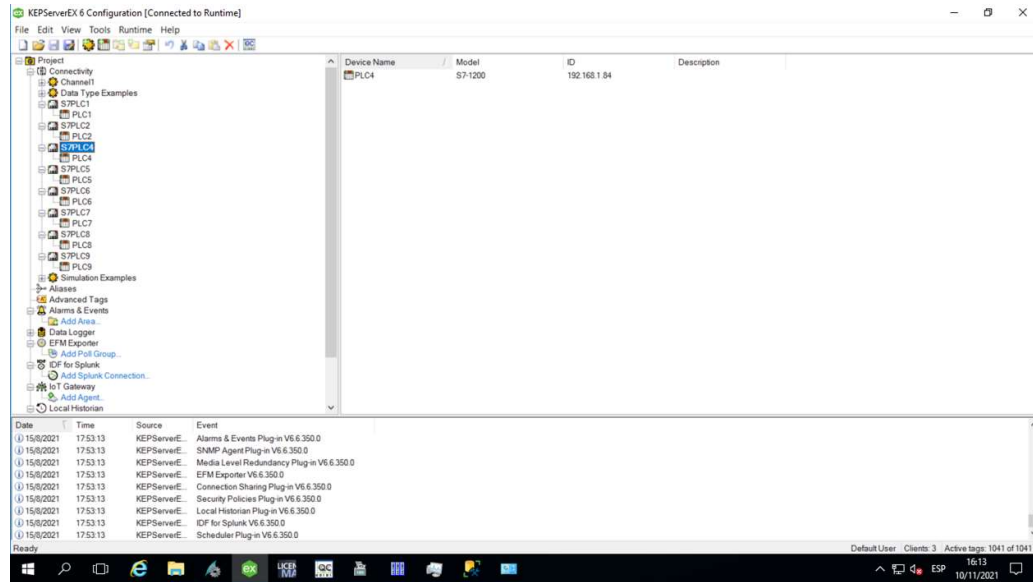 KEPServerEX 6 Configuration [Connected to Runtime]
File Edit View Tools Runtime Help
Project
Connectivity
Channel1
Data Type Examples
S7PLC1
PLC1
S7PLC2
PLC2
S7PLC4
PLC4
S7PLC5
PLC5
S7PLC6
PLC6
S7PLC7
PLC7
S7PLC8
PLC8
S7PLC9
PLC9
Simulation Examples
Aliases
Advanced Tags
Alarms & Events
Add Area...
Data Logger
EFM Exporter
Add Poll Group...
IDF for Splunk
Add Splunk Connection...
IoT Gateway
Add Agent...
Local Historian
Device Name Model ID Description
PLC4 S7-1200 192.168.1.84
Date Time Source Event
15/8/2021 17:53:13 KEPServerE... Alarms & Events Plug-in V6.6.350.0
15/8/2021 17:53:13 KEPServerE... SNMP Agent Plug-in V6.6.350.0
15/8/2021 17:53:13 KEPServerE... Media Level Redundancy Plug-in V6.6.350.0
15/8/2021 17:53:13 KEPServerE... EFM Exporter V6.6.350.0
15/8/2021 17:53:13 KEPServerE... Connection Sharing Plug-in V6.6.350.0
15/8/2021 17:53:13 KEPServerE... Security Policies Plug-in V6.6.350.0
15/8/2021 17:53:13 KEPServerE... Local Historian Plug-in V6.6.350.0
15/8/2021 17:53:13 KEPServerE... IDF for Splunk V6.6.350.0
15/8/2021 17:53:13 KEPServerE... Scheduler Plug-in V6.6.350.0
Ready Default User Clients: 3 Active tags: 1041 of 1041
ex QC ESP 16:13
10/11/2021